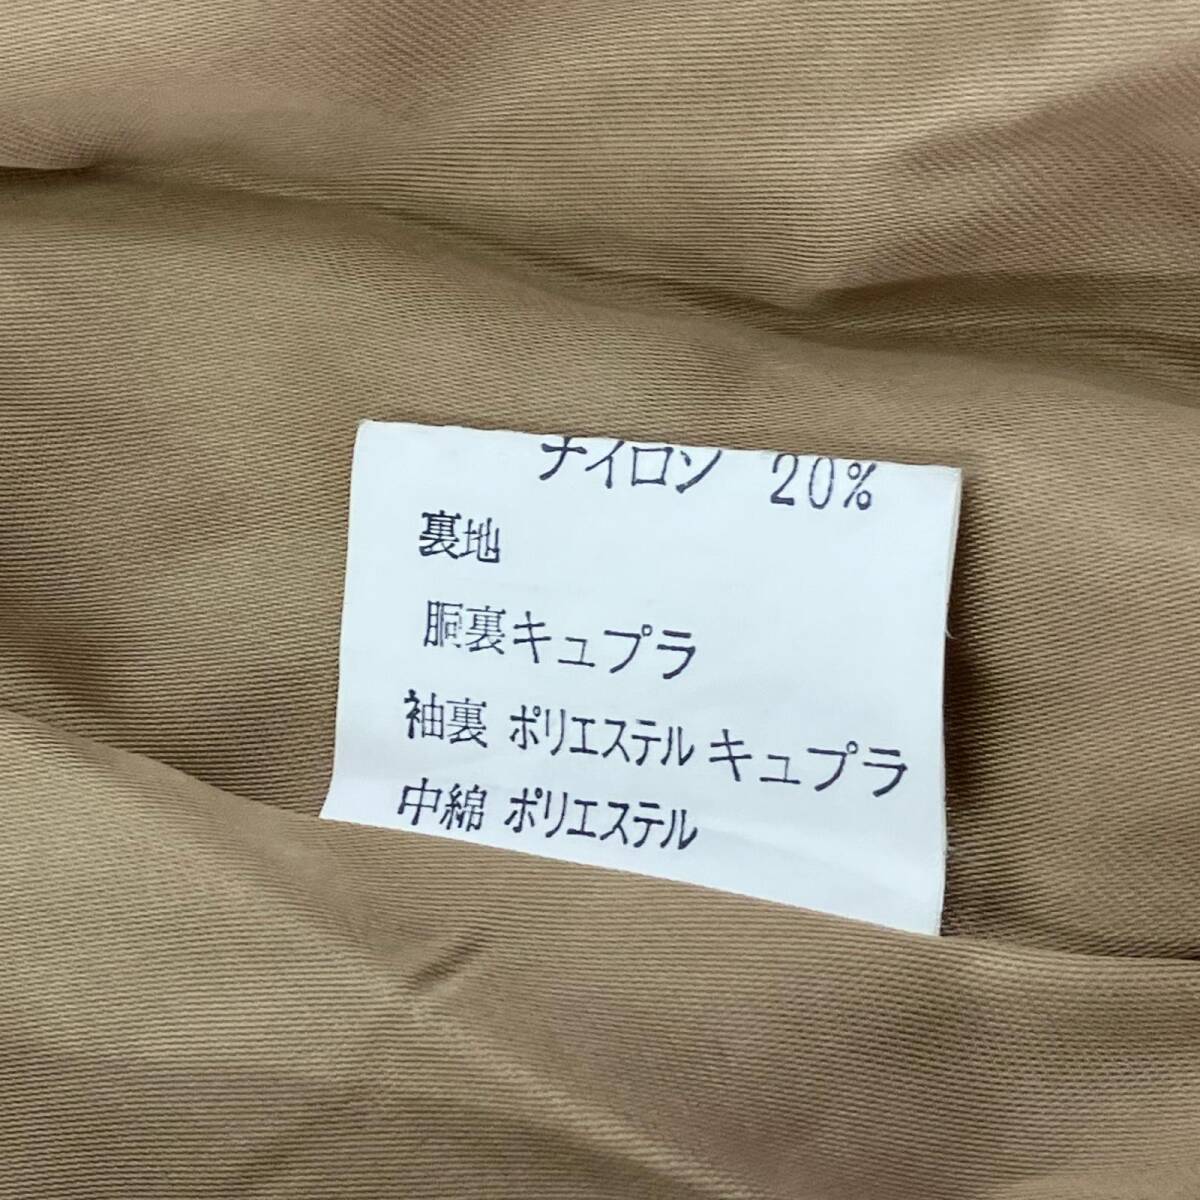 ナイロン 20%
裏地
胴裏キュプラ
袖裏 ポリエステル キュプラ
中綿 ポリエステル